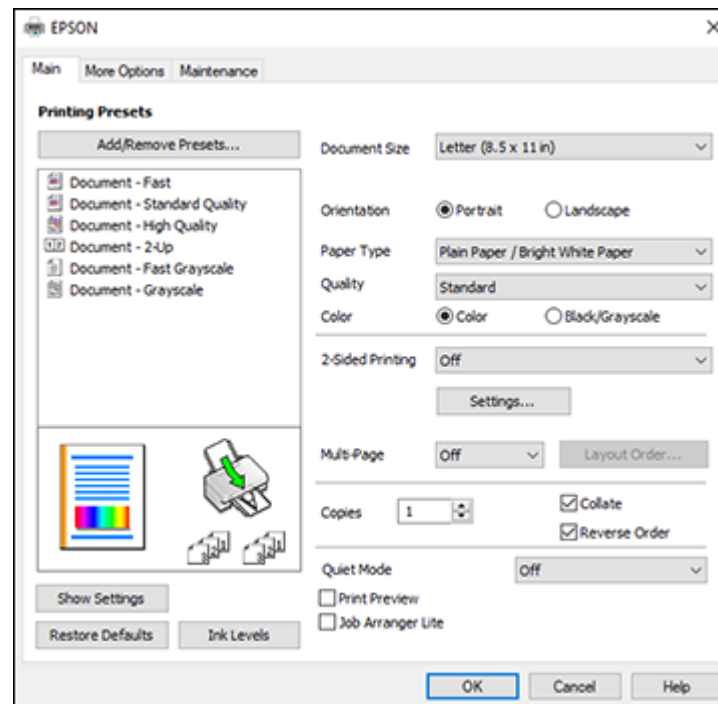 EPSON
Main More Options Maintenance
Printing Presets
Add/Remove Presets...
Document - Fast
Document - Standard Quality
Document - High Quality
Document - 2-Up
Document - Fast Grayscale
Document - Grayscale
Show Settings
Restore Defaults Ink Levels
Document Size Letter (8.5 x 11 in)
Orientation Portrait Landscape
Paper Type Plain Paper / Bright White Paper
Quality Standard
Color Color Black/Grayscale
2-Sided Printing Off
Settings...
Multi-Page Off Layout Order...
Copies 1 Collate
Reverse Order
Quiet Mode Off
Print Preview
Job Arranger Lite
OK Cancel Help